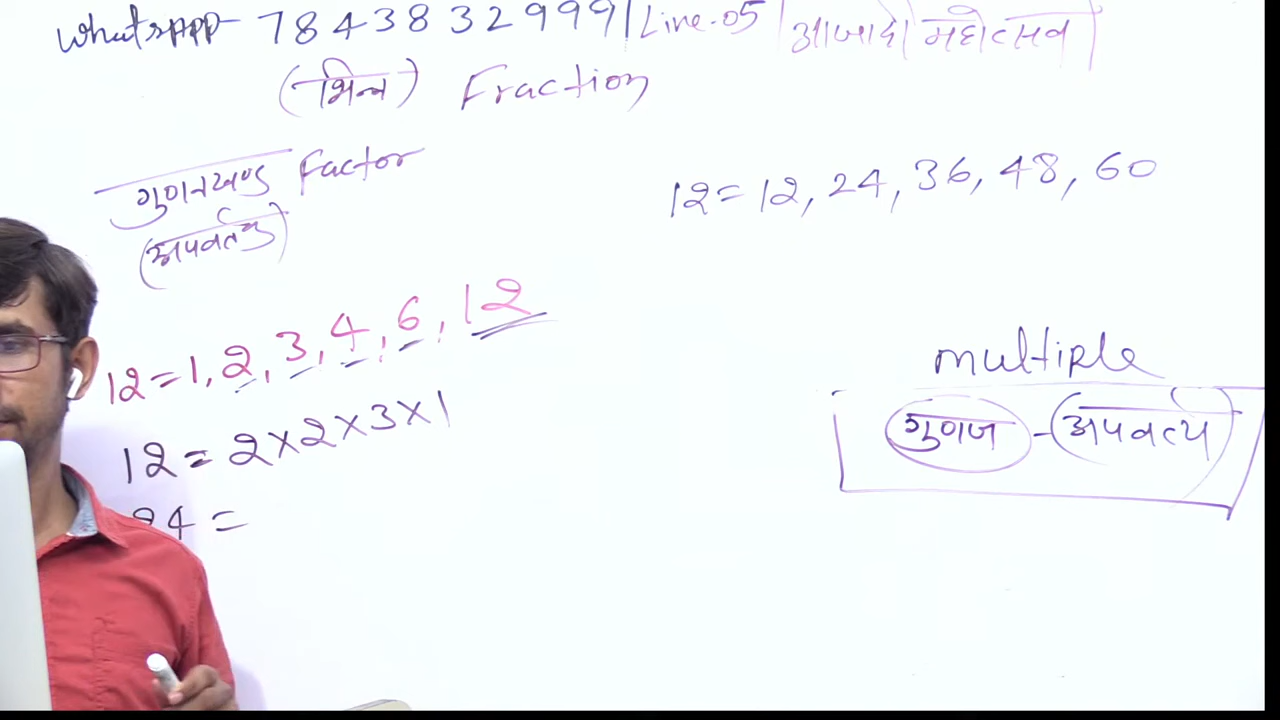 whatsppp- 7843832999 | Line-05 | आजादी महोत्सव |
(भिन्न) Fraction
गुणनखण्ड Factor
(अपवर्तक)
12 = 12, 24, 36, 48, 60
12 = 1, 2, 3, 4, 6, 12
12 = 2×2×3×1
24 =
multiple
गुणज - (अपवर्त्य)